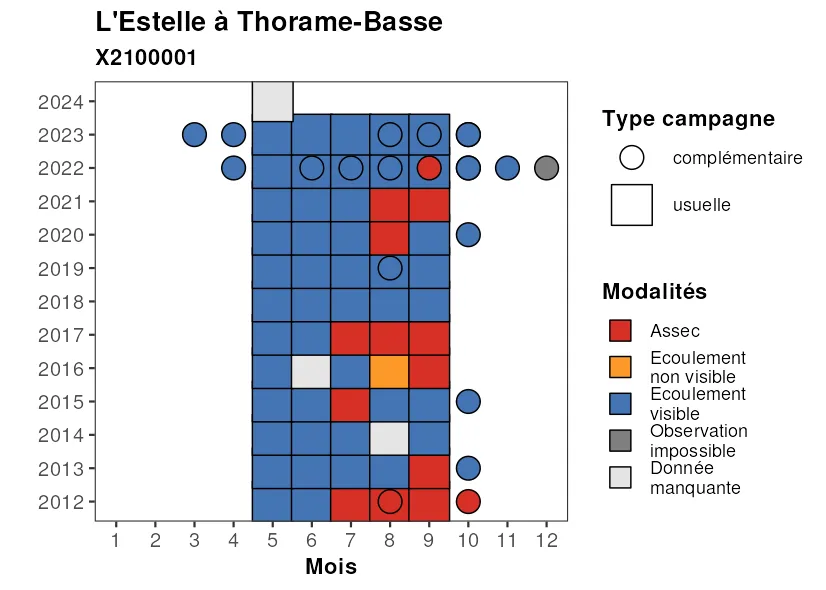 L'Estelle à Thorame-Basse
X2100001
2024
2023
2022
2021
2020
2019
2018
2017
2016
2015
2014
2013
2012
1 2 3 4 5 6 7 8 9 10 11 12
Mois
Type campagne
complémentaire
usuelle
Modalités
Assec
Ecoulement
non visible
Ecoulement
visible
Observation
impossible
Donnée
manquante